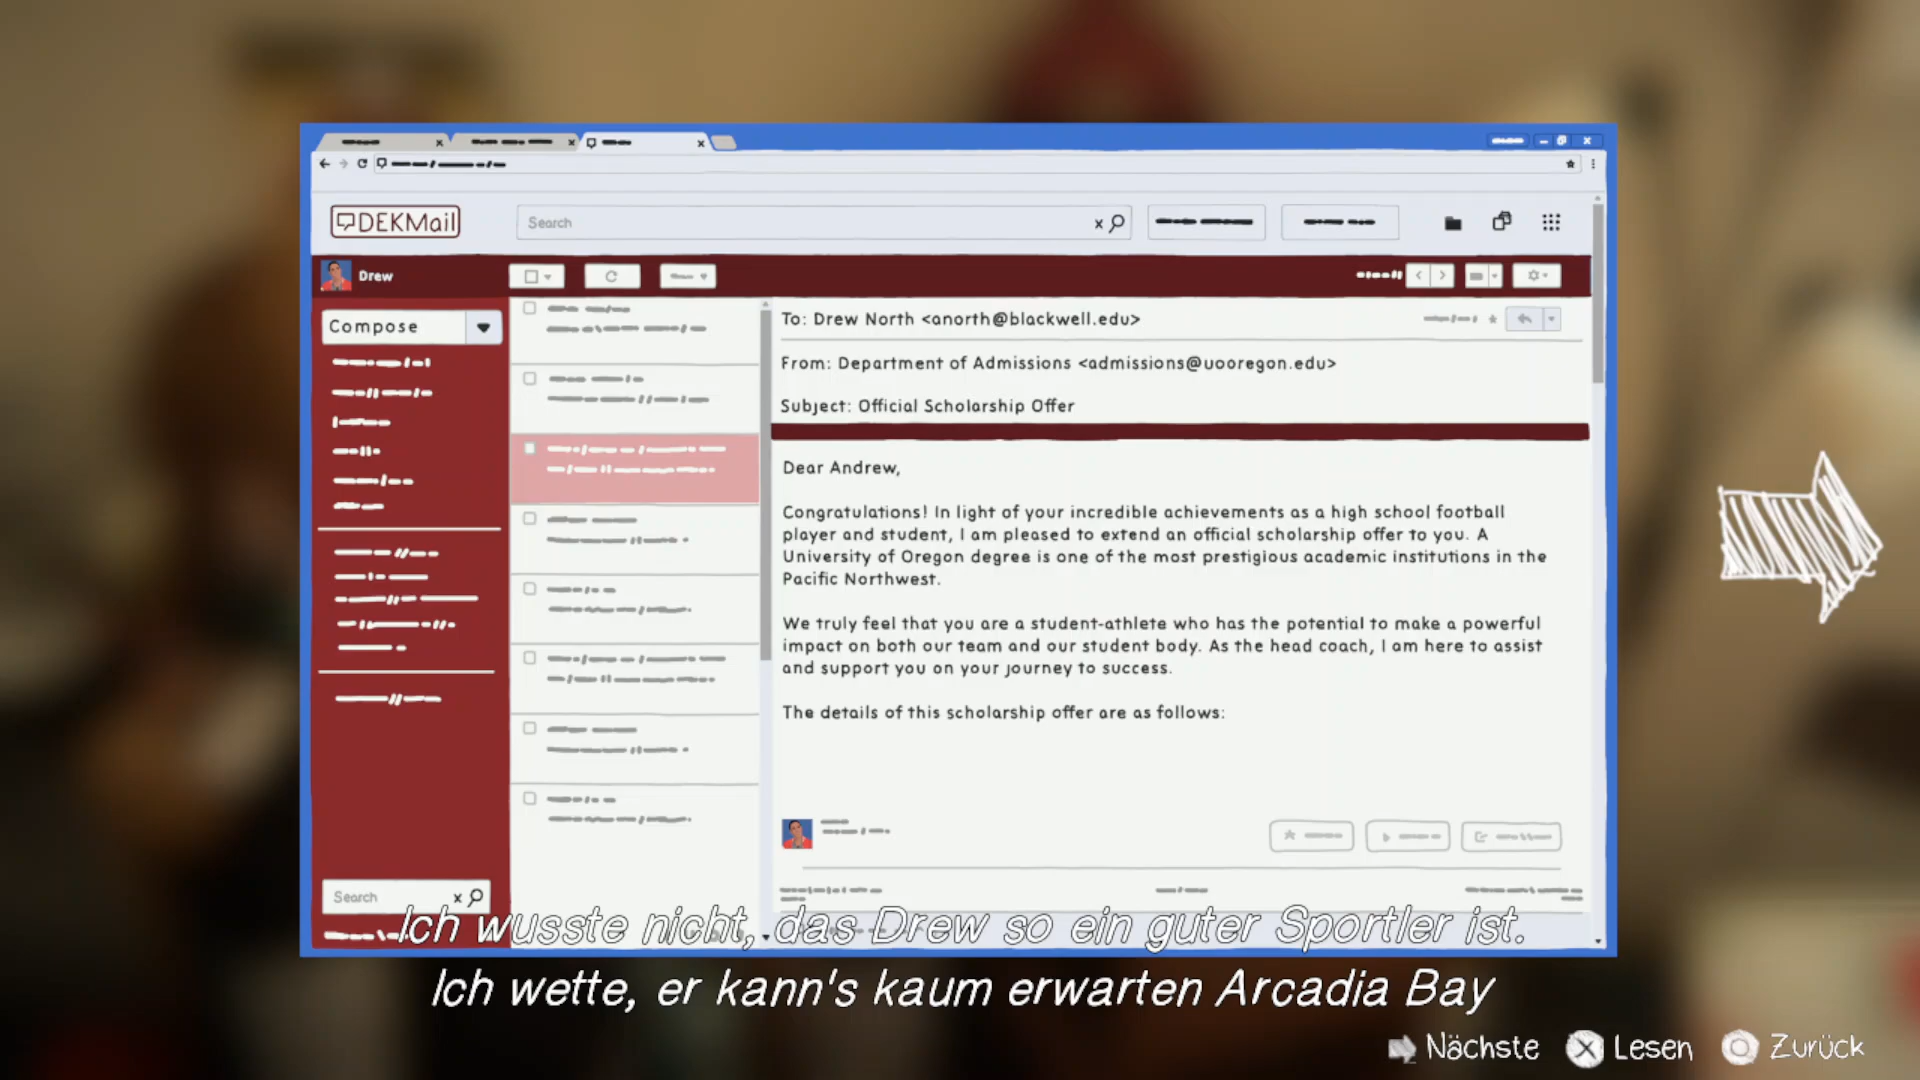 DEKMail
Search
Drew
Compose
To: Drew North <anorth@blackwell.edu>
From: Department of Admissions <admissions@uooregon.edu>
Subject: Official Scholarship Offer
Dear Andrew,
Congratulations! In light of your incredible achievements as a high school football
player and student, I am pleased to extend an official scholarship offer to you. A
University of Oregon degree is one of the most prestigious academic institutions in the
Pacific Northwest.
We truly feel that you are a student-athlete who has the potential to make a powerful
impact on both our team and our student body. As the head coach, I am here to assist
and support you on your journey to success.
The details of this scholarship offer are as follows:
Search
Ich wusste nicht, das Drew so ein guter Sportler ist.
Ich wette, er kann's kaum erwarten Arcadia Bay
Nächste Lesen Zurück